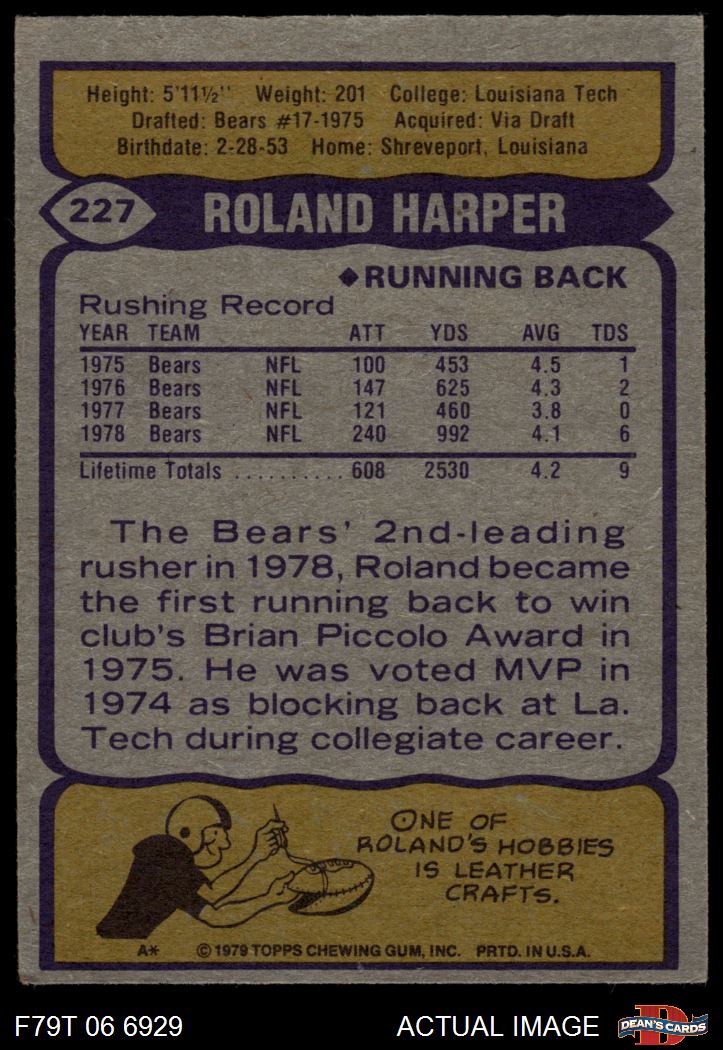 Height: 5'11½" Weight: 201 College: Louisiana Tech
Drafted: Bears #17-1975 Acquired: Via Draft
Birthdate: 2-28-53 Home: Shreveport, Louisiana
227 ROLAND HARPER
◆RUNNING BACK
Rushing Record
YEAR TEAM ATT YDS AVG TDS
1975 Bears NFL 100 453 4.5 1
1976 Bears NFL 147 625 4.3 2
1977 Bears NFL 121 460 3.8 0
1978 Bears NFL 240 992 4.1 6
Lifetime Totals .......... 608 2530 4.2 9
The Bears' 2nd-leading
rusher in 1978, Roland became
the first running back to win
club's Brian Piccolo Award in
1975. He was voted MVP in
1974 as blocking back at La.
Tech during collegiate career.
ONE OF
ROLAND'S HOBBIES
IS LEATHER
CRAFTS.
A* © 1979 TOPPS CHEWING GUM, INC. PRTD. IN U.S.A.
F79T 06 6929 ACTUAL IMAGE D DEAN'S CARDS